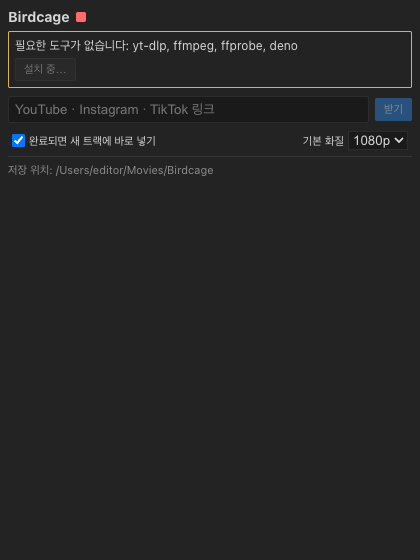 Birdcage
필요한 도구가 없습니다: yt-dlp, ffmpeg, ffprobe, deno
설치 중...
YouTube · Instagram · TikTok 링크
받기
완료되면 새 트랙에 바로 넣기
기본 화질 1080p
저장 위치: /Users/editor/Movies/Birdcage